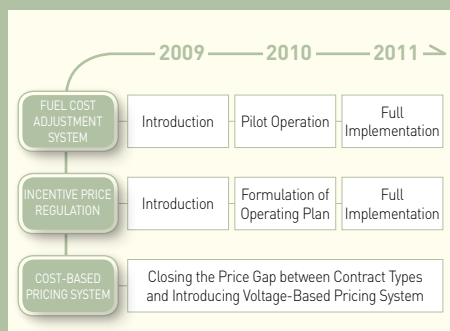 2009 2010 2011
FUEL COST
ADJUSTMENT
SYSTEM
Introduction
Pilot Operation
Full
Implementation
INCENTIVE PRICE
REGULATION
Introduction
Formulation of
Operating Plan
Full
Implementation
COST-BASED
PRICING SYSTEM
Closing the Price Gap between Contract Types
and Introducing Voltage-Based Pricing System